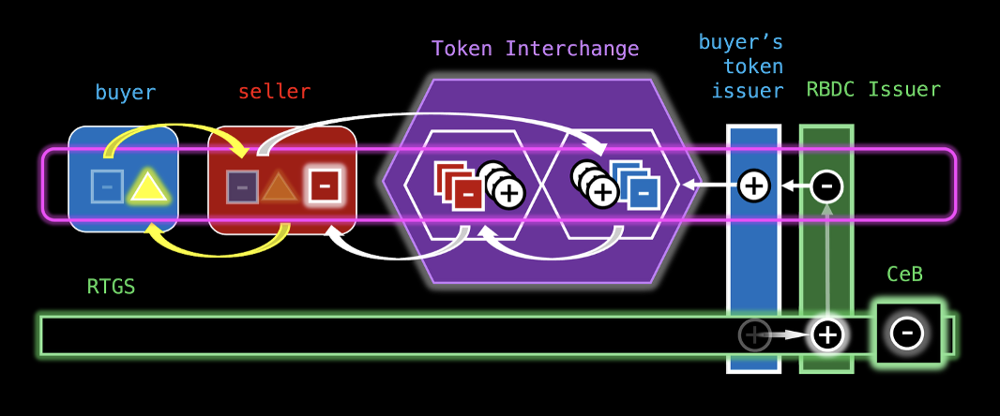 Token Interchange
buyer's
token
issuer
buyer
seller
RBDC Issuer
RTGS
CeB